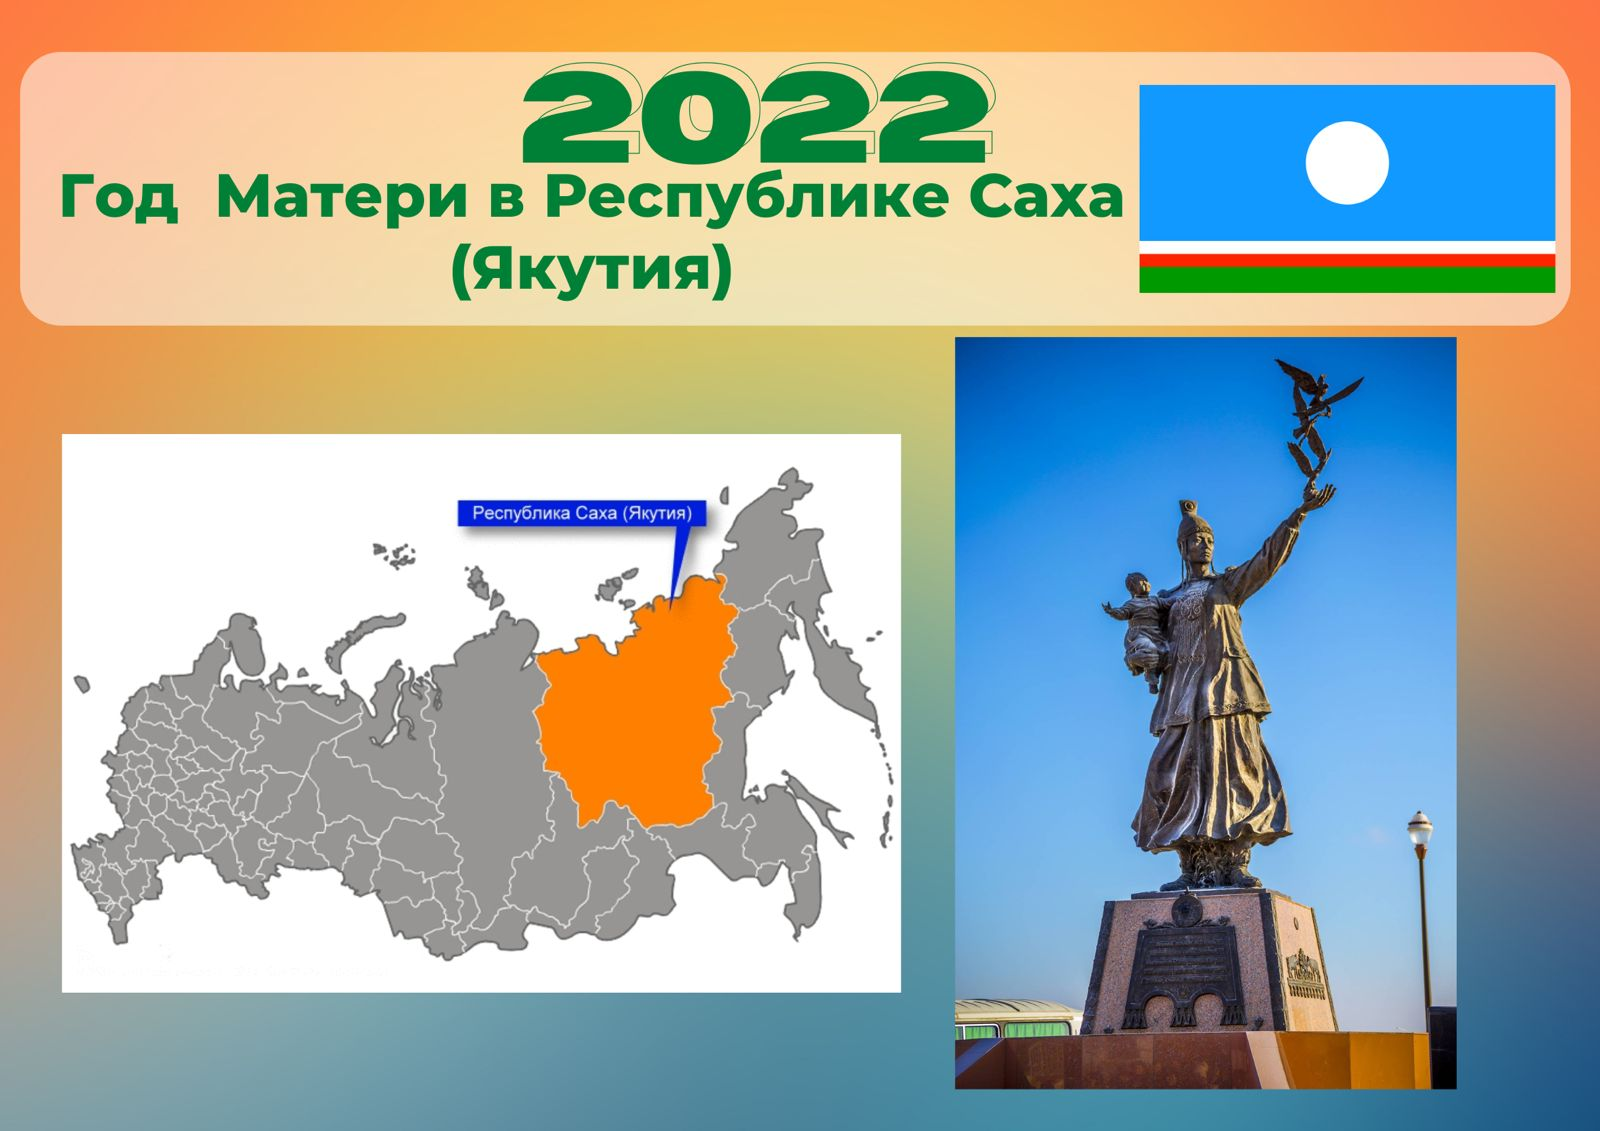 2022
Год Матери в Республике Саха
(Якутия)
Республика Саха (Якутия)